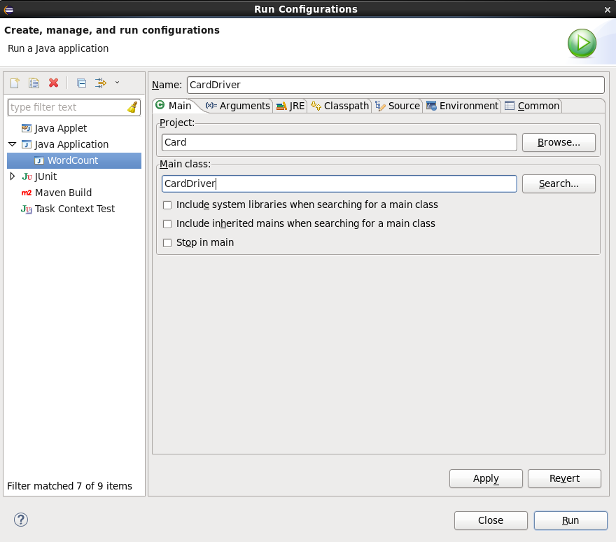 Run Configurations
Create, manage, and run configurations
Run a Java application
type filter text
Java Applet
Java Application
WordCount
JUnit
Maven Build
Task Context Test
Filter matched 7 of 9 items
Name: CardDriver
Main Arguments JRE Classpath Source Environment Common
Project:
Card Browse...
Main class:
CardDriver Search...
Include system libraries when searching for a main class
Include inherited mains when searching for a main class
Stop in main
Apply Revert
Close Run